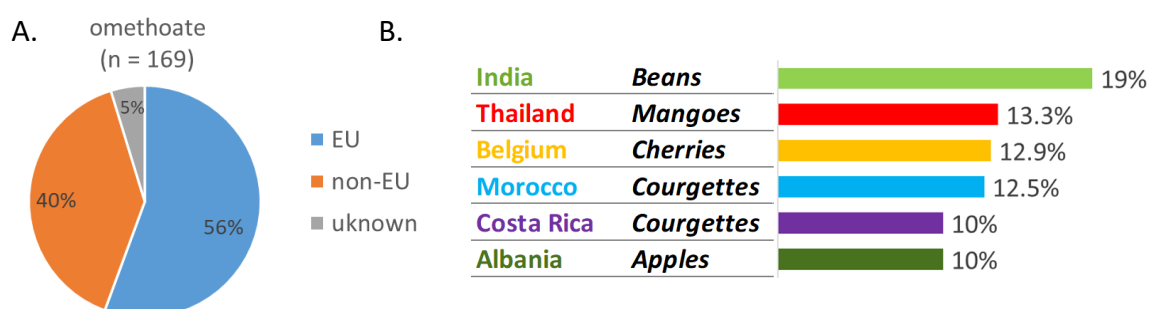 A.
omethoate
(n = 169)
5%
40%
56%
EU
non-EU
uknown
B.
India Beans 19%
Thailand Mangoes 13.3%
Belgium Cherries 12.9%
Morocco Courgettes 12.5%
Costa Rica Courgettes 10%
Albania Apples 10%